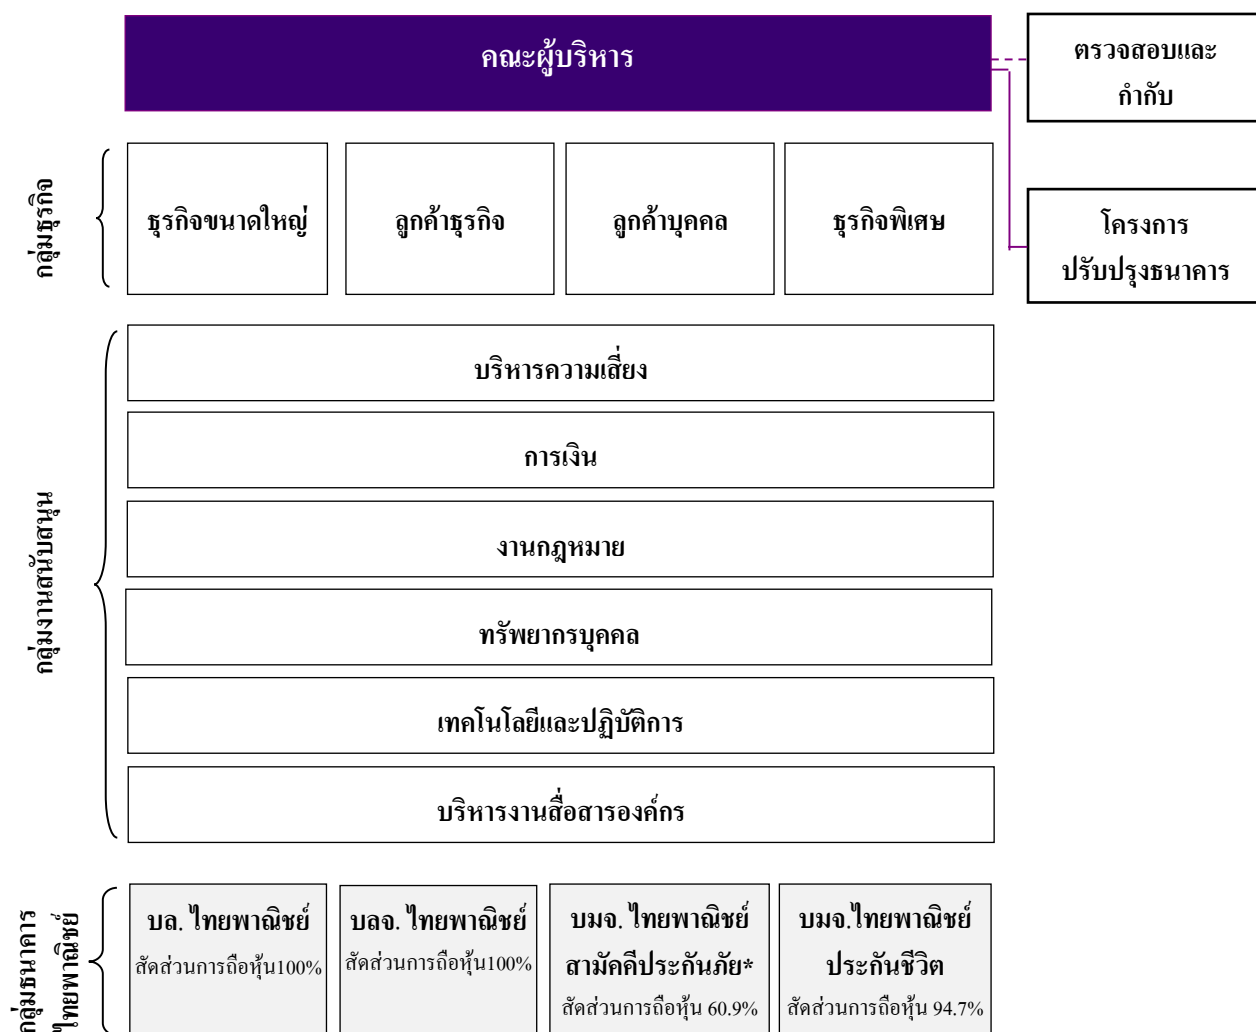 คณะผู้บริหาร
ตรวจสอบและ
กำกับ
กลุ่มธุรกิจ
ธุรกิจขนาดใหญ่
ลูกค้าธุรกิจ
ลูกค้าบุคคล
ธุรกิจพิเศษ
โครงการ
ปรับปรุงธนาคาร
กลุ่มงานสนับสนุน
บริหารความเสี่ยง
การเงิน
งานกฎหมาย
ทรัพยากรบุคคล
เทคโนโลยีและปฏิบัติการ
บริหารงานสื่อสารองค์กร
กลุ่มธนาคาร
ไทยพาณิชย์
บล. ไทยพาณิชย์
สัดส่วนการถือหุ้น100%
บลจ. ไทยพาณิชย์
สัดส่วนการถือหุ้น100%
บมจ. ไทยพาณิชย์
สามัคคีประกันภัย*
สัดส่วนการถือหุ้น 60.9%
บมจ.ไทยพาณิชย์
ประกันชีวิต
สัดส่วนการถือหุ้น 94.7%